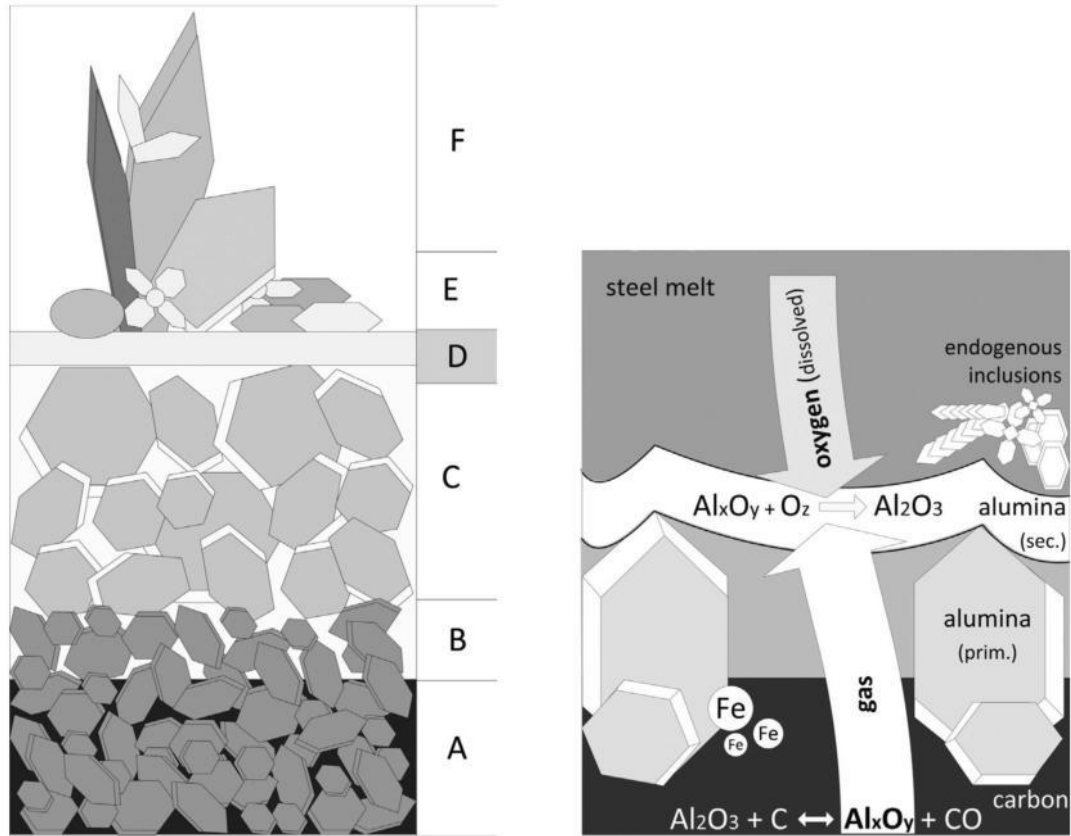 F
E
D
C
B
A
steel melt
oxygen (dissolved)
endogenous
inclusions
AlxOy + Oz ⇨ Al2O3
alumina
(sec.)
alumina
(prim.)
gas
Fe
Fe
Fe
carbon
Al2O3 + C ↔ AlxOy + CO